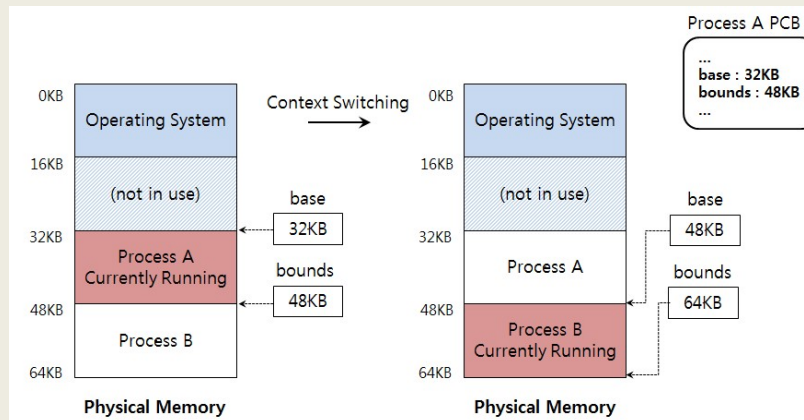 Process A PCB
...
base : 32KB
bounds : 48KB
...
0KB
Operating System
16KB
(not in use)
32KB
Process A
Currently Running
48KB
Process B
64KB
base
32KB
bounds
48KB
Physical Memory
Context Switching
0KB
Operating System
16KB
(not in use)
32KB
Process A
48KB
Process B
Currently Running
64KB
base
48KB
bounds
64KB
Physical Memory